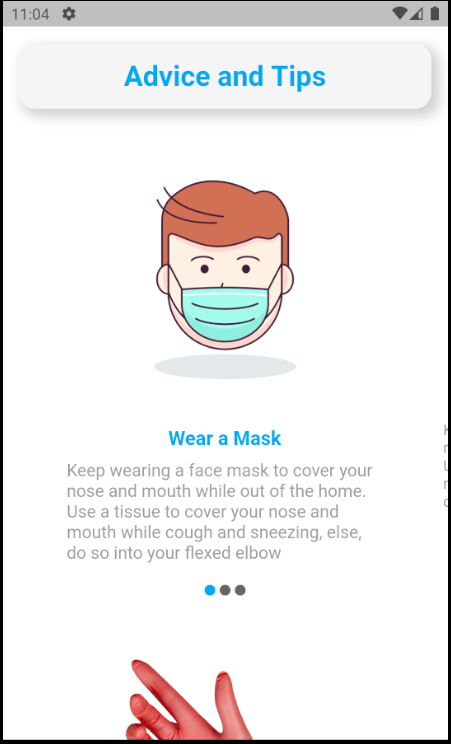 11:04
Advice and Tips
Wear a Mask
Keep wearing a face mask to cover your
nose and mouth while out of the home.
Use a tissue to cover your nose and
mouth while cough and sneezing, else,
do so into your flexed elbow